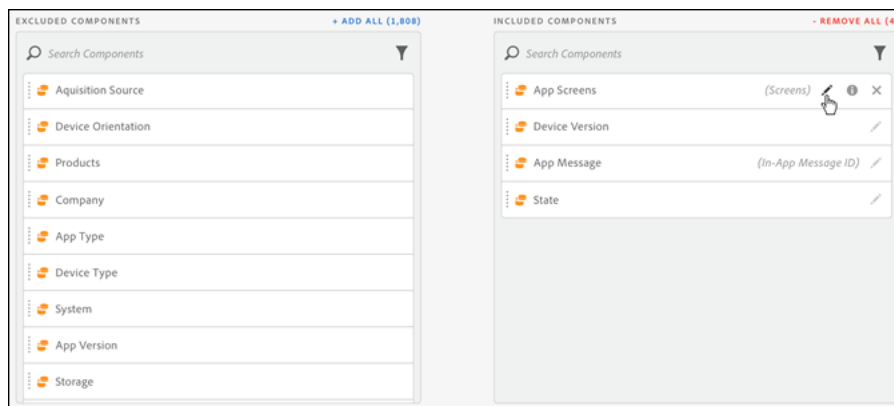 EXCLUDED COMPONENTS
+ ADD ALL (1,808)
Search Components
Aquisition Source
Device Orientation
Products
Company
App Type
Device Type
System
App Version
Storage
INCLUDED COMPONENTS
- REMOVE ALL (4
Search Components
App Screens (Screens)
Device Version
App Message (In-App Message ID)
State